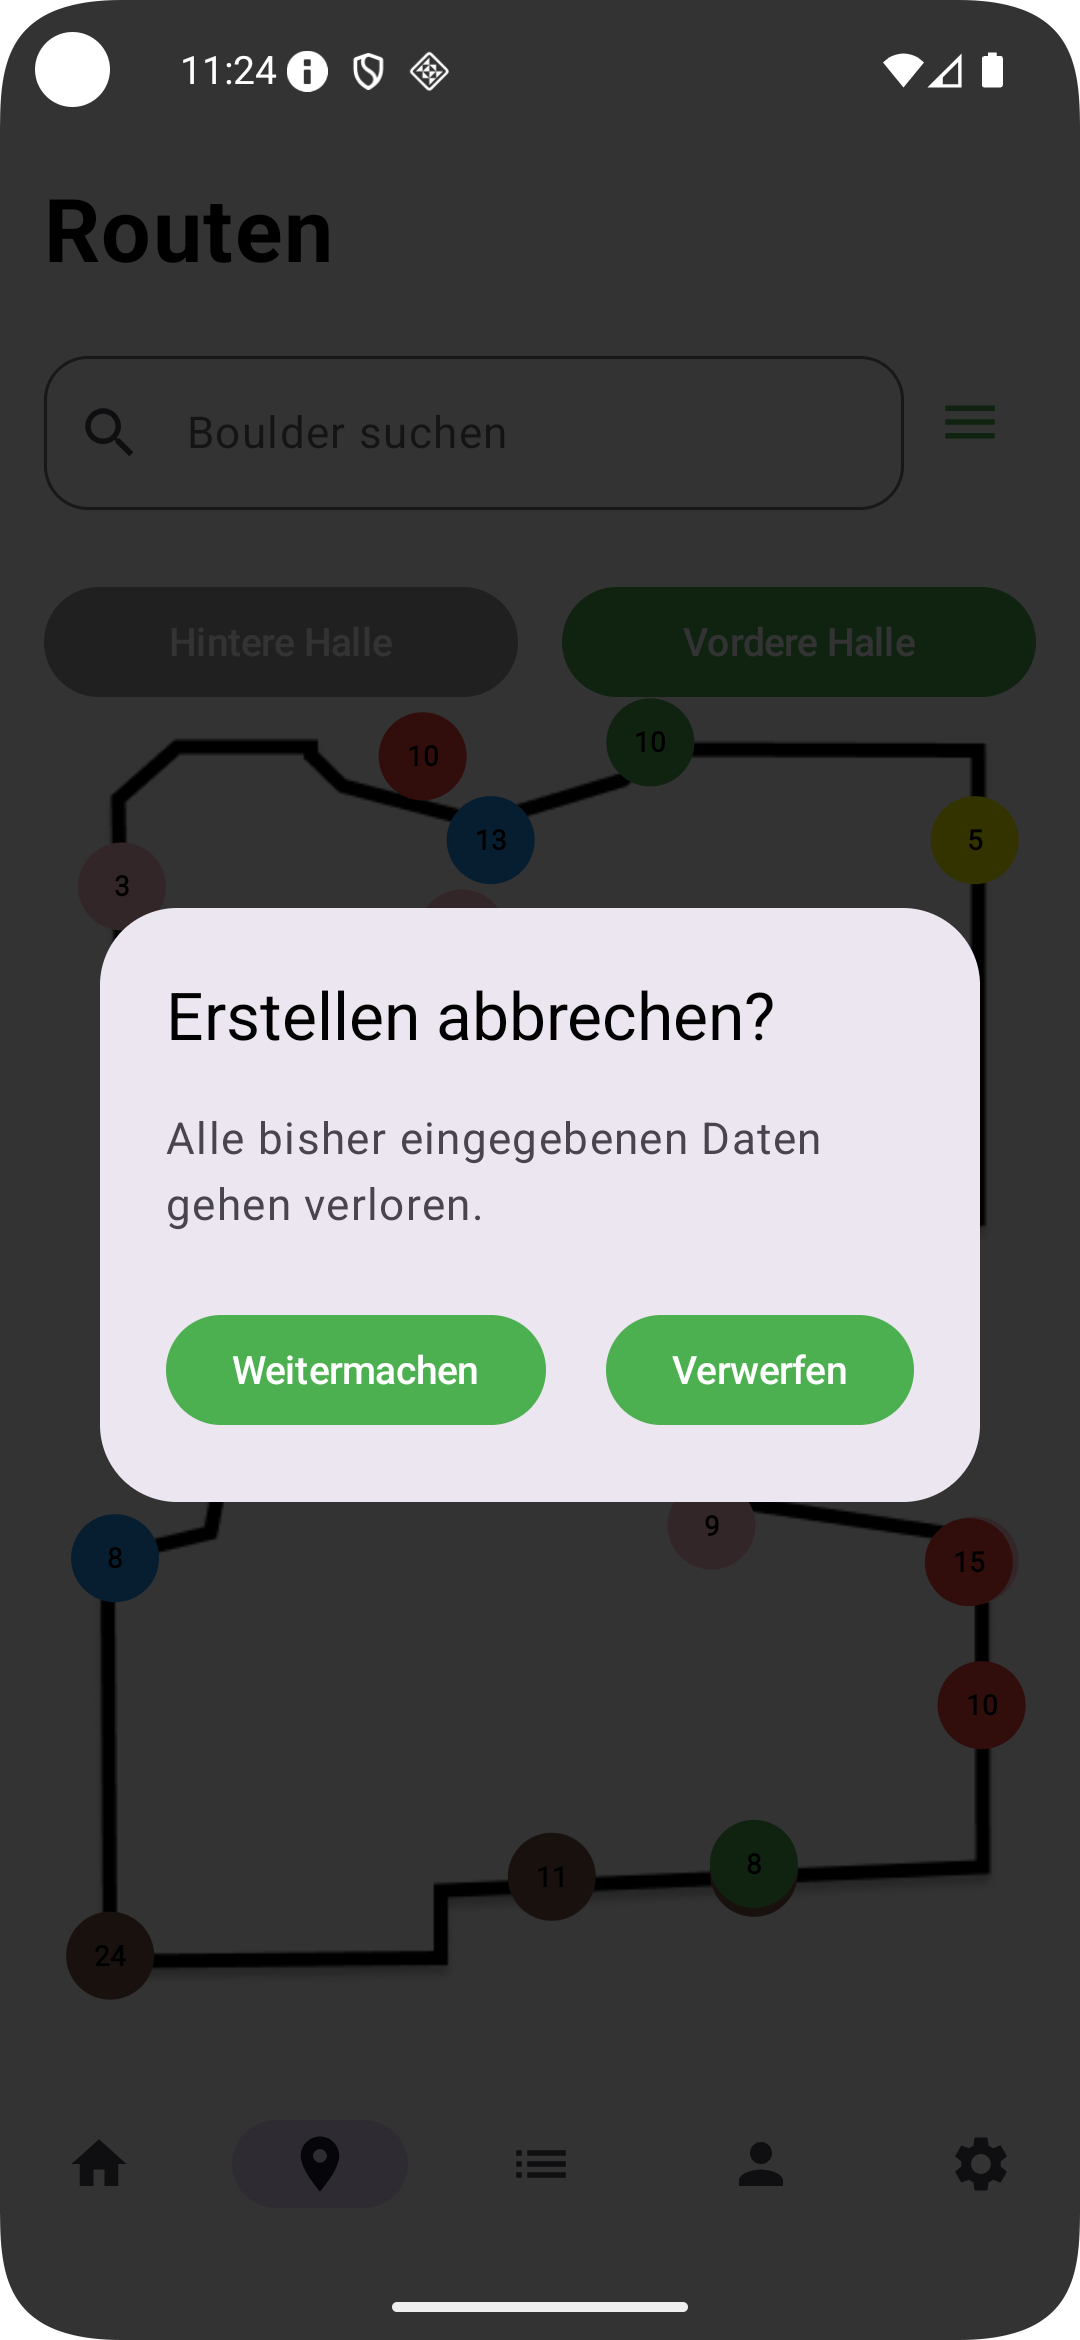 11:24
Routen
Boulder suchen
Hintere Halle Vordere Halle
10
10
13
5
3
Erstellen abbrechen?
Alle bisher eingegebenen Daten
gehen verloren.
Weitermachen Verwerfen
9
8
15
10
8
11
24